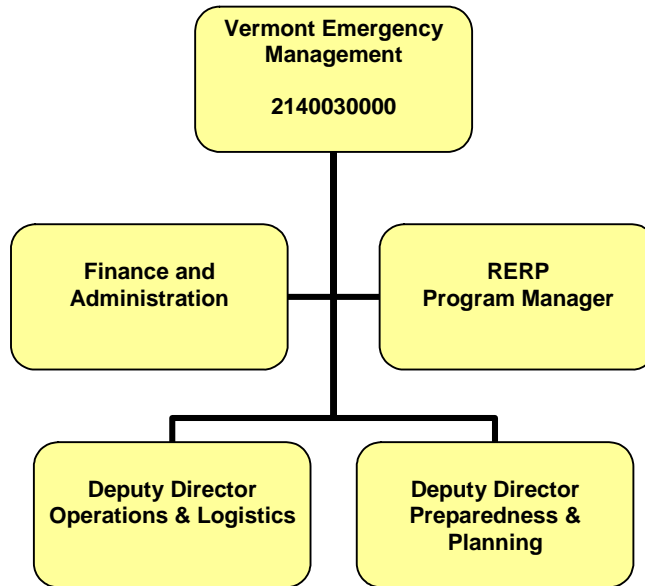 Vermont Emergency
Management
2140030000
Finance and
Administration
RERP
Program Manager
Deputy Director
Operations & Logistics
Deputy Director
Preparedness &
Planning